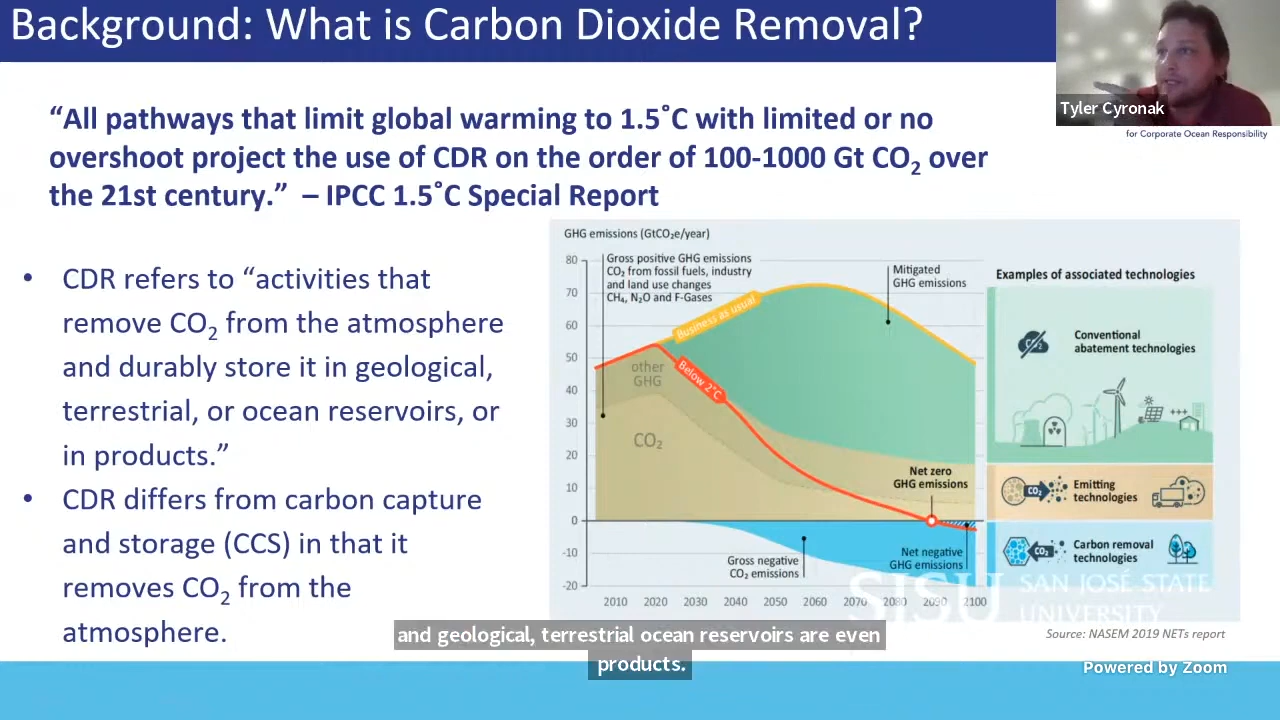 Background: What is Carbon Dioxide Removal?
Tyler Cyronak
for Corporate Ocean Responsibility
“All pathways that limit global warming to 1.5˚C with limited or no
overshoot project the use of CDR on the order of 100-1000 Gt CO₂ over
the 21st century.” – IPCC 1.5˚C Special Report
• CDR refers to “activities that
remove CO₂ from the atmosphere
and durably store it in geological,
terrestrial, or ocean reservoirs, or
in products.”
• CDR differs from carbon capture
and storage (CCS) in that it
removes CO₂ from the
atmosphere.
GHG emissions (GtCO₂e/year)
80
70
60
50
40
30
20
10
0
-10
-20
Gross positive GHG emissions
CO₂ from fossil fuels, industry
and land use changes
CH₄, N₂O and F-Gases
Business as usual
Mitigated
GHG emissions
other
GHG
Below 2°C
CO₂
Net zero
GHG emissions
Gross negative
CO₂ emissions
Net negative
GHG emissions
2010 2020 2030 2040 2050 2060 2070 2080 2090 2100
Examples of associated technologies
CO₂
Conventional
abatement technologies
CO₂
Emitting
technologies
CO₂
Carbon removal
technologies
SJSU SAN JOSÉ STATE
UNIVERSITY
Source: NASEM 2019 NETs report
and geological, terrestrial ocean reservoirs are even
products.
Powered by Zoom